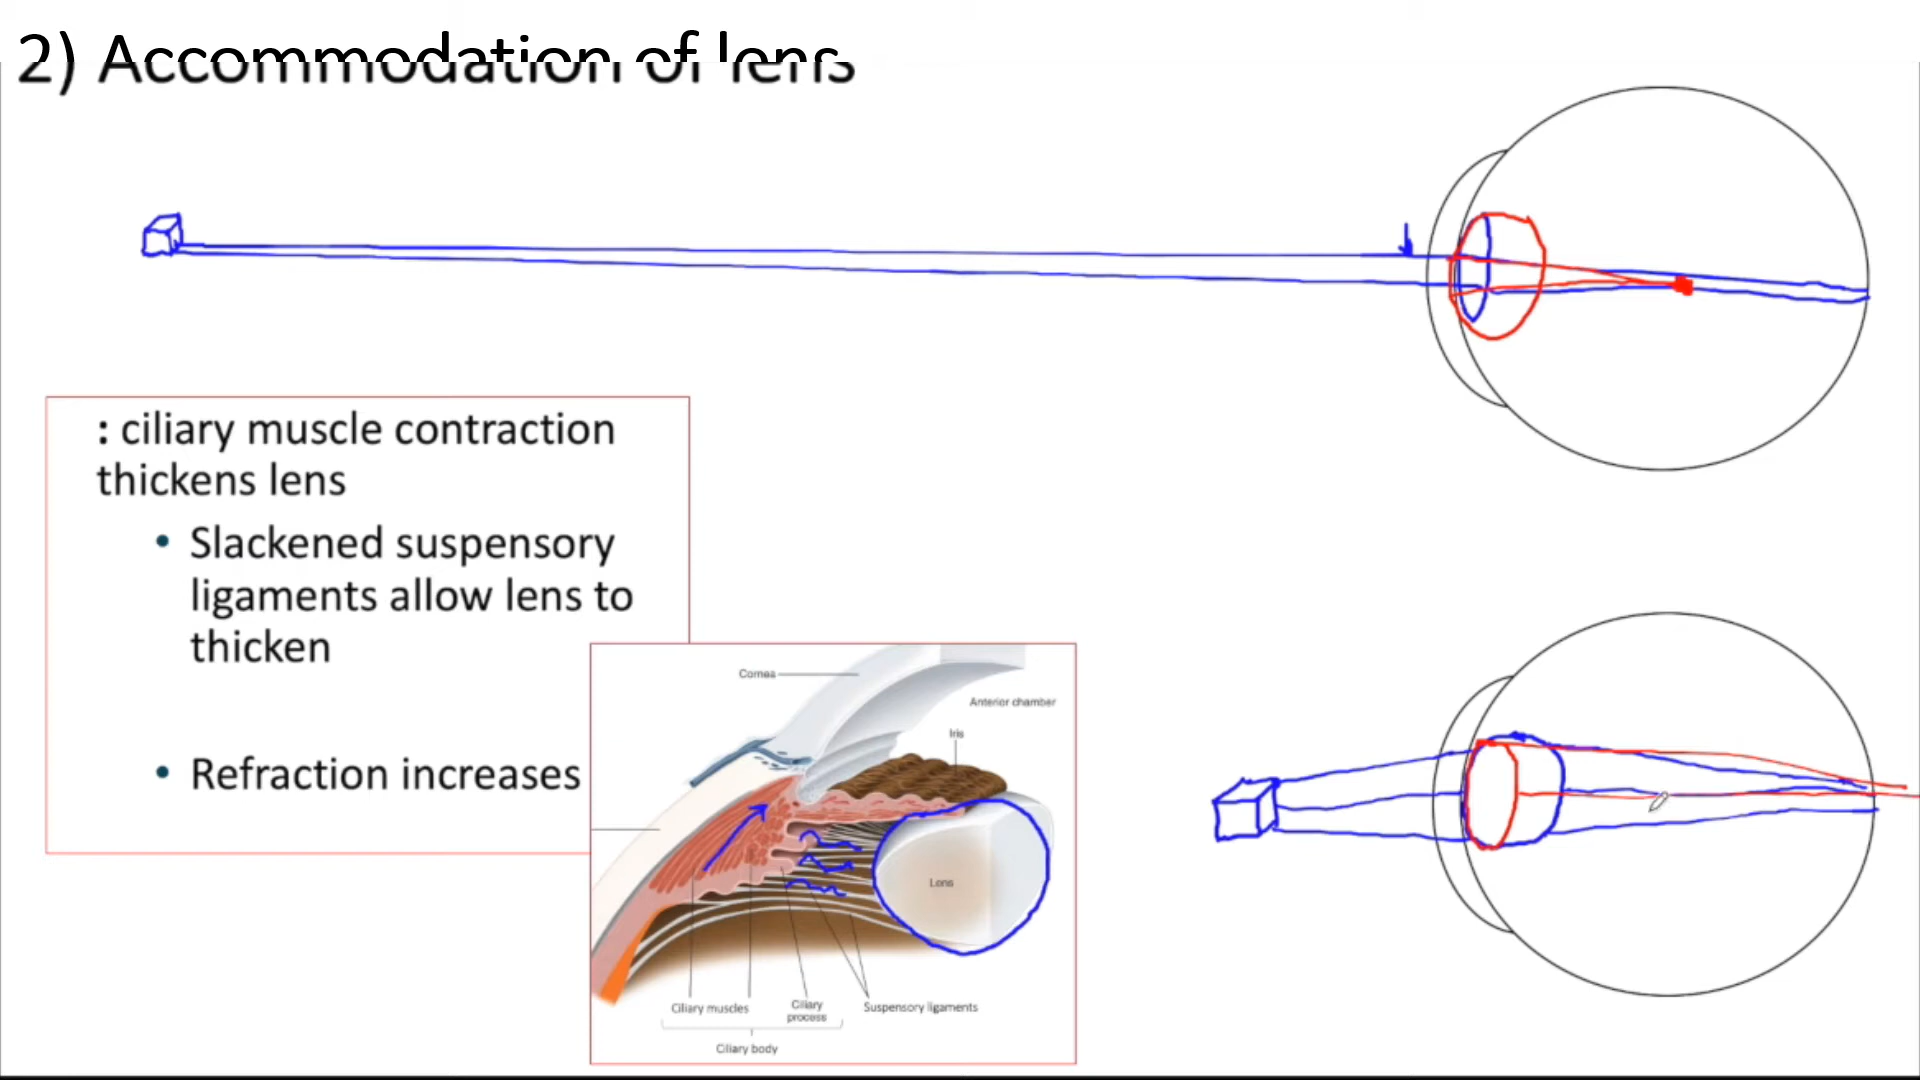 2) Accommodation of lens
: ciliary muscle contraction
thickens lens
• Slackened suspensory
ligaments allow lens to
thicken
• Refraction increases
Cornea
Anterior chamber
Iris
Lens
Ciliary muscles
Ciliary
process
Suspensory ligaments
Ciliary body